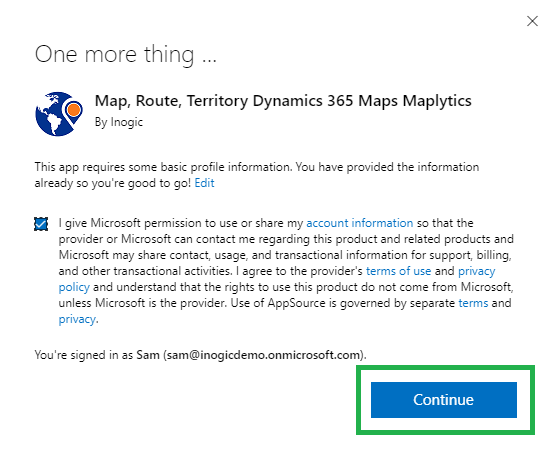 One more thing ...
Map, Route, Territory Dynamics 365 Maps Maplytics
By Inogic
This app requires some basic profile information. You have provided the information
already so you're good to go! Edit
I give Microsoft permission to use or share my account information so that the
provider or Microsoft can contact me regarding this product and related products and
Microsoft may share contact, usage, and transactional information for support, billing,
and other transactional activities. I agree to the provider's terms of use and privacy
policy and understand that the rights to use this product do not come from Microsoft,
unless Microsoft is the provider. Use of AppSource is governed by separate terms and
privacy.
You're signed in as Sam (sam@inogicdemo.onmicrosoft.com).
Continue